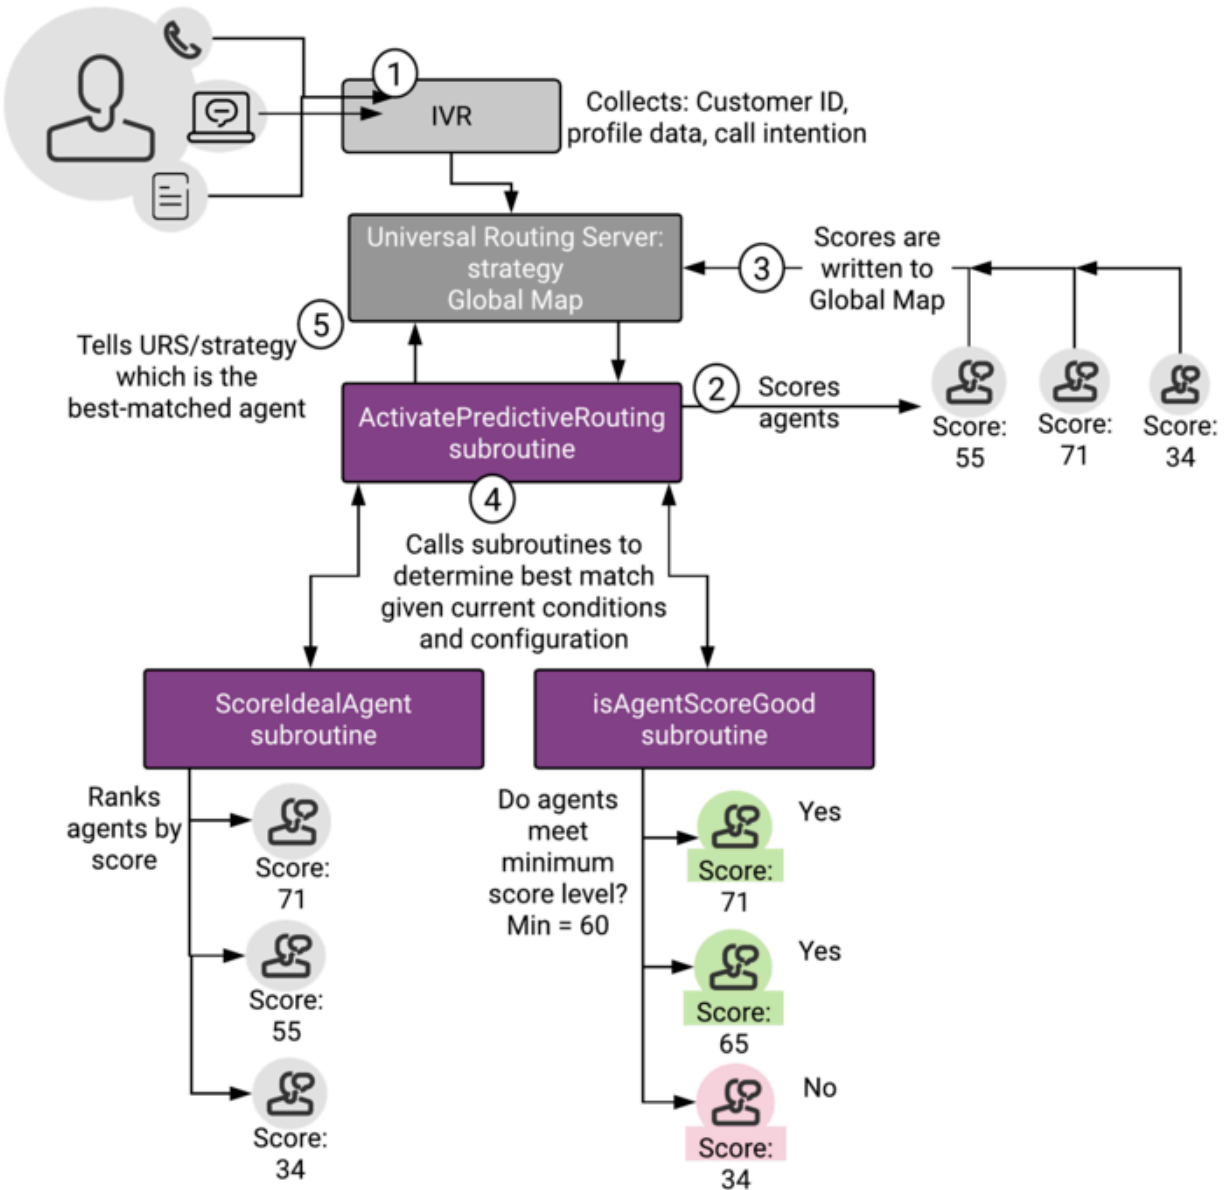 1
IVR
Collects: Customer ID,
profile data, call intention
Universal Routing Server:
strategy
Global Map
3
Scores are
written to
Global Map
5
Tells URS/strategy
which is the
best-matched agent
ActivatePredictiveRouting
subroutine
2
Scores
agents
Score:
55
Score:
71
Score:
34
4
Calls subroutines to
determine best match
given current conditions
and configuration
ScoreIdealAgent
subroutine
isAgentScoreGood
subroutine
Ranks
agents by
score
Score:
71
Score:
55
Score:
34
Do agents
meet
minimum
score level?
Min = 60
Yes
Score:
71
Yes
Score:
65
No
Score:
34